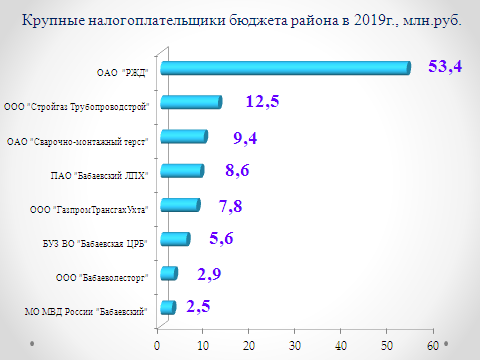 Крупные налогоплательщики бюджета района в 2019г., млн.руб.
ОАО "РЖД" 53,4
ООО "Стройгаз Трубопроводстрой" 12,5
ОАО "Сварочно-монтажный терст" 9,4
ПАО "Бабаевский ЛПХ" 8,6
ООО "ГазпромТрансгазУхта" 7,8
БУЗ ВО "Бабаевская ЦРБ" 5,6
ООО "Бабаеволесторг" 2,9
МО МВД России "Бабаевский" 2,5
0 10 20 30 40 50 60